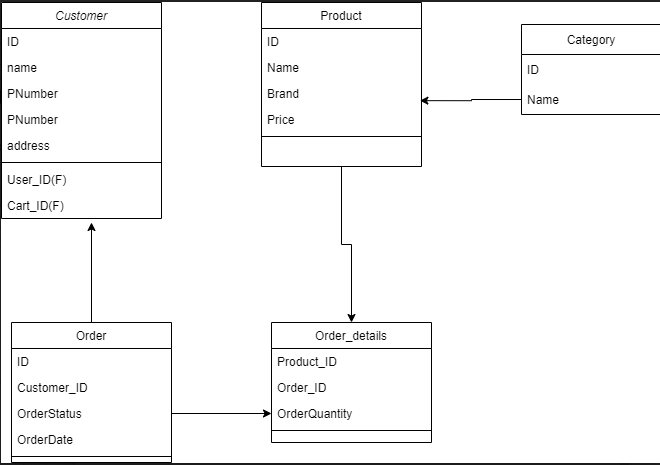 Customer
ID
name
PNumber
PNumber
address
User_ID(F)
Cart_ID(F)
Product
ID
Name
Brand
Price
Category
ID
Name
Order
ID
Customer_ID
OrderStatus
OrderDate
Order_details
Product_ID
Order_ID
OrderQuantity